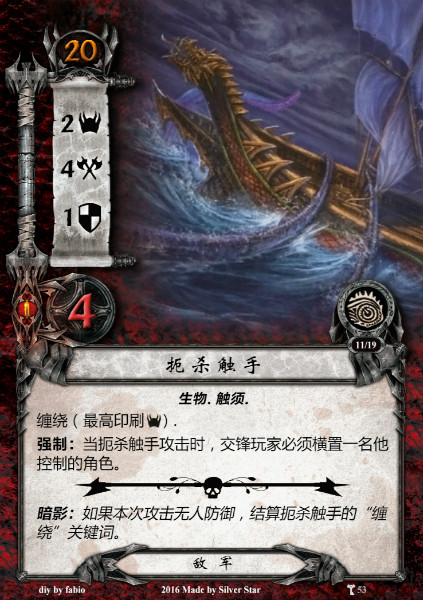 20
2
4
1
4
11/19
扼杀触手
生物. 触须.
缠绕（最高印刷）.
强制：当扼杀触手攻击时，交锋玩家必须横置一名他
控制的角色。
暗影：如果本次攻击无人防御，结算扼杀触手的“缠
绕”关键词。
敌军
diy by fabio
2016 Made by Silver Star
53